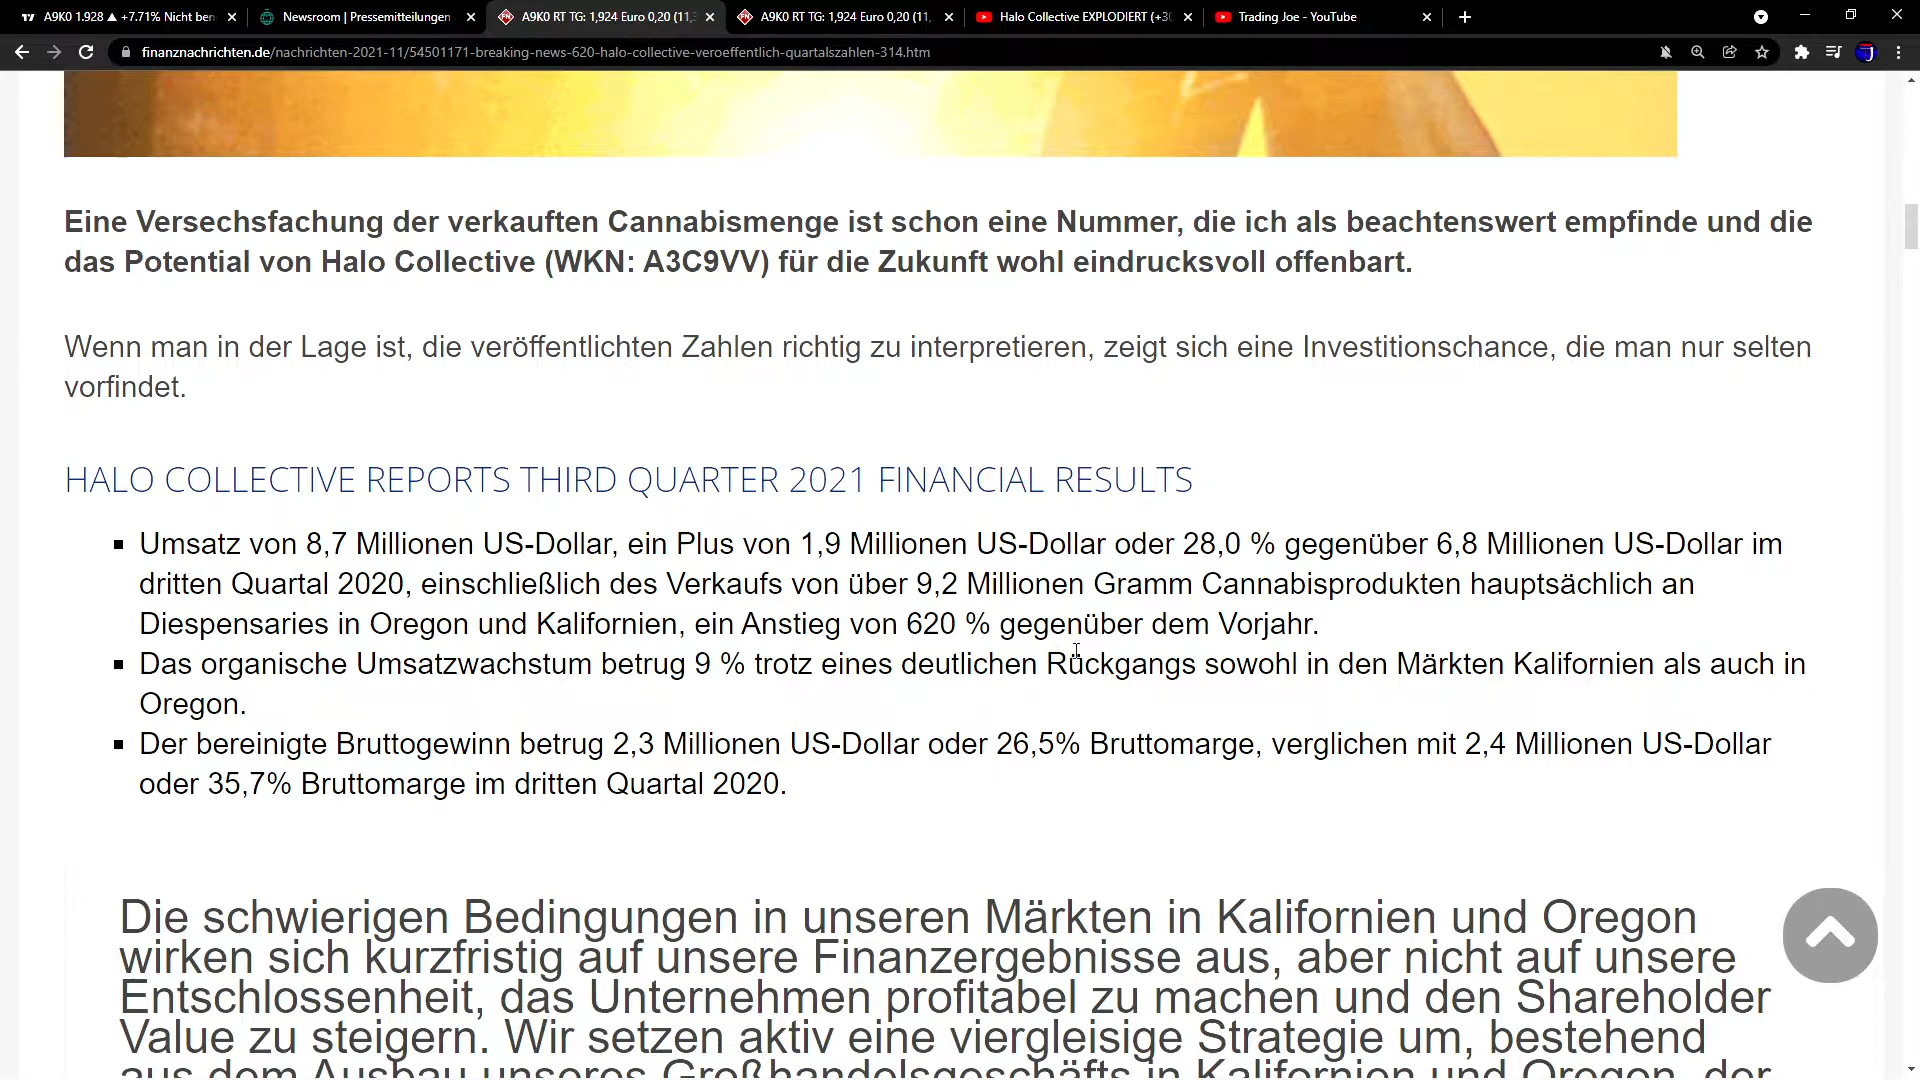 A9K0 1.928 ▲ +7.71% Nicht ben
Newsroom | Pressemitteilungen
A9K0 RT TG: 1,924 Euro 0,20 (11,
A9K0 RT TG: 1,924 Euro 0,20 (11,
Halo Collective EXPLODIERT (+30
Trading Joe - YouTube
finanznachrichten.de/nachrichten-2021-11/54501171-breaking-news-620-halo-collective-veroeffentlich-quartalszahlen-314.htm
Eine Versechsfachung der verkauften Cannabismenge ist schon eine Nummer, die ich als beachtenswert empfinde und die
das Potential von Halo Collective (WKN: A3C9VV) für die Zukunft wohl eindrucksvoll offenbart.
Wenn man in der Lage ist, die veröffentlichten Zahlen richtig zu interpretieren, zeigt sich eine Investitionschance, die man nur selten
vorfindet.
HALO COLLECTIVE REPORTS THIRD QUARTER 2021 FINANCIAL RESULTS
▪ Umsatz von 8,7 Millionen US-Dollar, ein Plus von 1,9 Millionen US-Dollar oder 28,0 % gegenüber 6,8 Millionen US-Dollar im
dritten Quartal 2020, einschließlich des Verkaufs von über 9,2 Millionen Gramm Cannabisprodukten hauptsächlich an
Diespensaries in Oregon und Kalifornien, ein Anstieg von 620 % gegenüber dem Vorjahr.
▪ Das organische Umsatzwachstum betrug 9 % trotz eines deutlichen Rückgangs sowohl in den Märkten Kalifornien als auch in
Oregon.
▪ Der bereinigte Bruttogewinn betrug 2,3 Millionen US-Dollar oder 26,5% Bruttomarge, verglichen mit 2,4 Millionen US-Dollar
oder 35,7% Bruttomarge im dritten Quartal 2020.
Die schwierigen Bedingungen in unseren Märkten in Kalifornien und Oregon
wirken sich kurzfristig auf unsere Finanzergebnisse aus, aber nicht auf unsere
Entschlossenheit, das Unternehmen profitabel zu machen und den Shareholder
Value zu steigern. Wir setzen aktiv eine viergleisige Strategie um, bestehend
aus dem Ausbau unseres Großhandelsgeschäfts in Kalifornien und Oregon, der